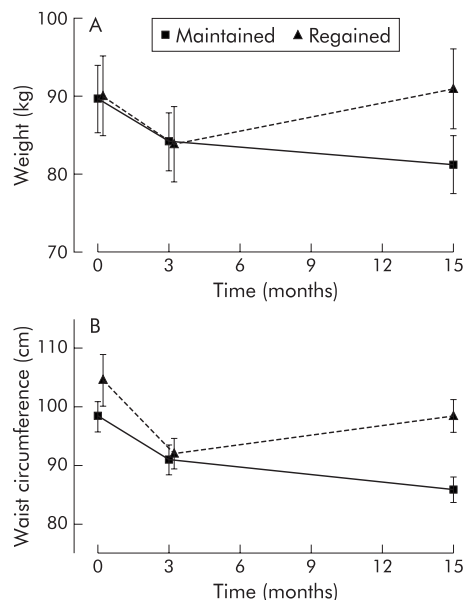 A
Maintained Regained
100
90
80
70
Weight (kg)
0 3 6 9 12 15
Time (months)
B
110
100
90
80
Waist circumference (cm)
0 3 6 9 12 15
Time (months)